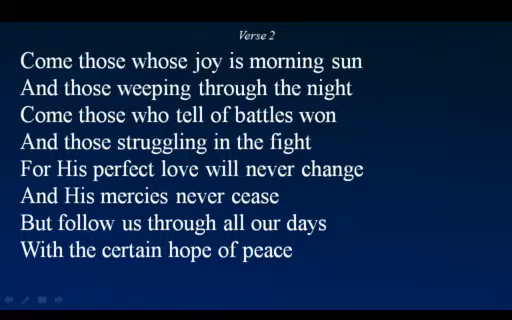 Verse 2
Come those whose joy is morning sun
And those weeping through the night
Come those who tell of battles won
And those struggling in the fight
For His perfect love will never change
And His mercies never cease
But follow us through all our days
With the certain hope of peace